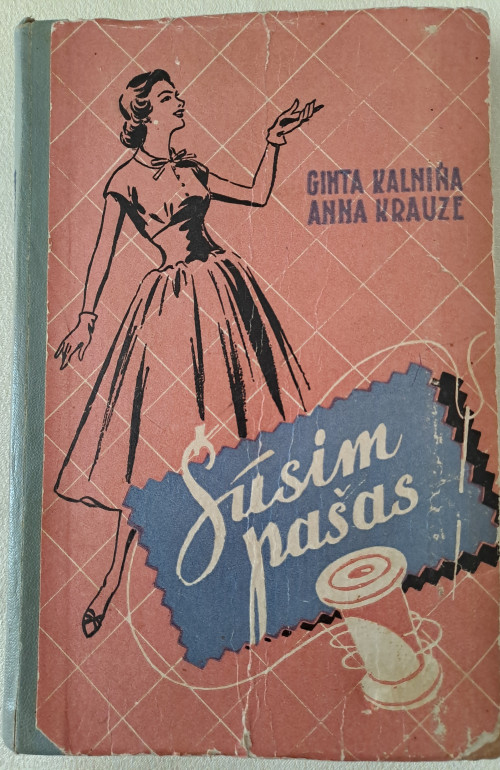 GINTA KALNIŅA
ANNA KRAUZE
Šūsim
pašas